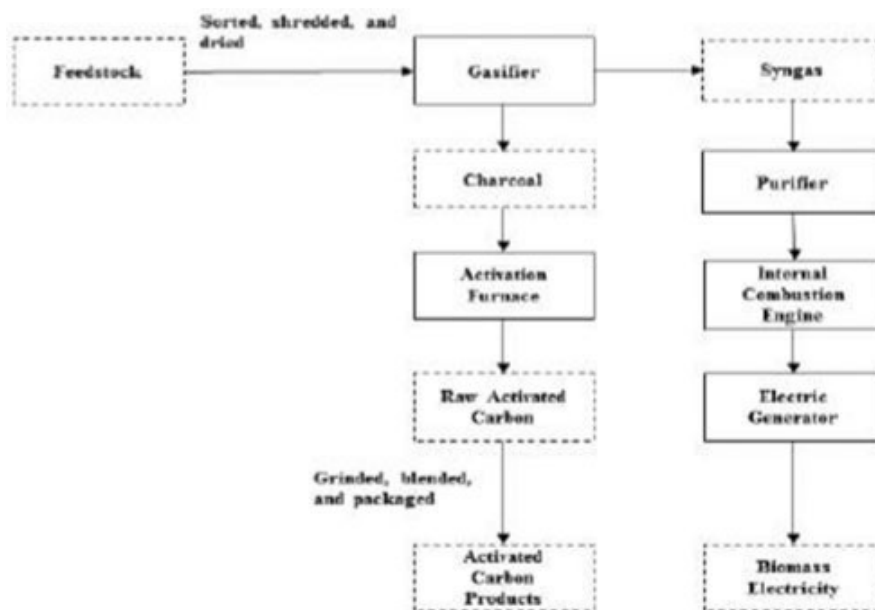 Sorted, shredded, and
dried
Feedstock
Gasifier
Syngas
Charcoal
Purifier
Activation
Furnace
Internal
Combustion
Engine
Raw Activated
Carbon
Electric
Generator
Grinded, blended,
and packaged
Activated
Carbon
Products
Biomass
Electricity